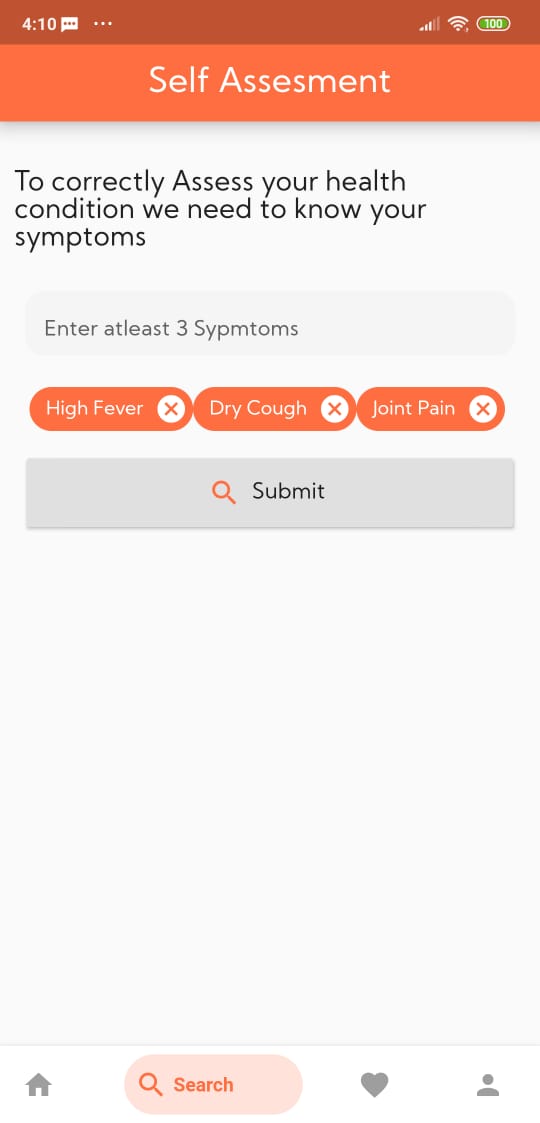 4:10
100
Self Assesment
To correctly Assess your health
condition we need to know your
symptoms
Enter atleast 3 Sypmtoms
High Fever Dry Cough Joint Pain
Submit
Search